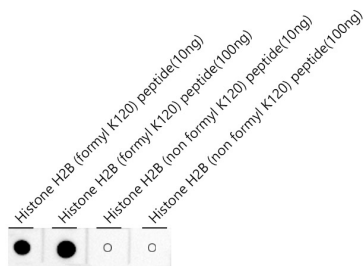 Histone H2B (formyl K120) peptide(10ng)
Histone H2B (formyl K120) peptide(100ng)
Histone H2B (non formyl K120) peptide(10ng)
Histone H2B (non formyl K120) peptide(100ng)